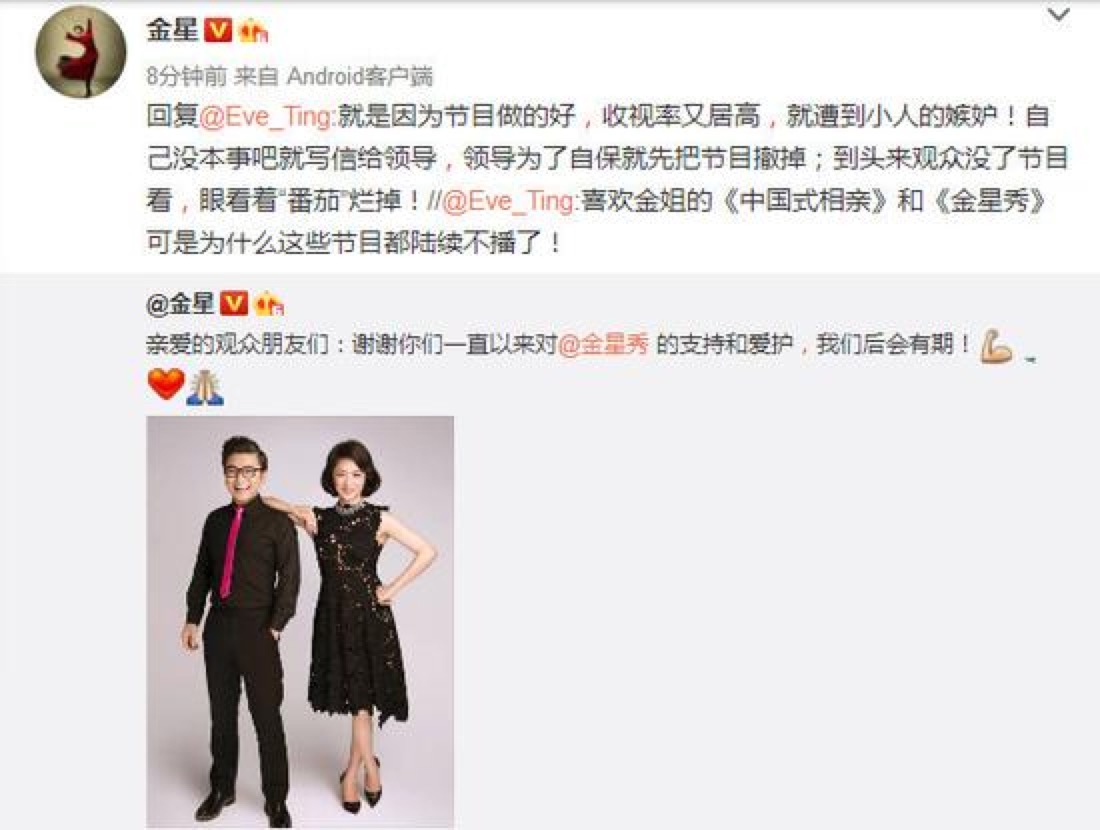 金星
8分钟前 来自 Android客户端
回复@Eve_Ting:就是因为节目做的好，收视率又居高，就遭到小人的嫉妒！自
己没本事吧就写信给领导，领导为了自保就先把节目撤掉；到头来观众没了节目
看，眼看着“番茄”烂掉！//@Eve_Ting:喜欢金姐的《中国式相亲》和《金星秀》
可是为什么这些节目都陆续不播了！
@金星
亲爱的观众朋友们：谢谢你们一直以来对@金星秀 的支持和爱护，我们后会有期！💪
❤️🙏